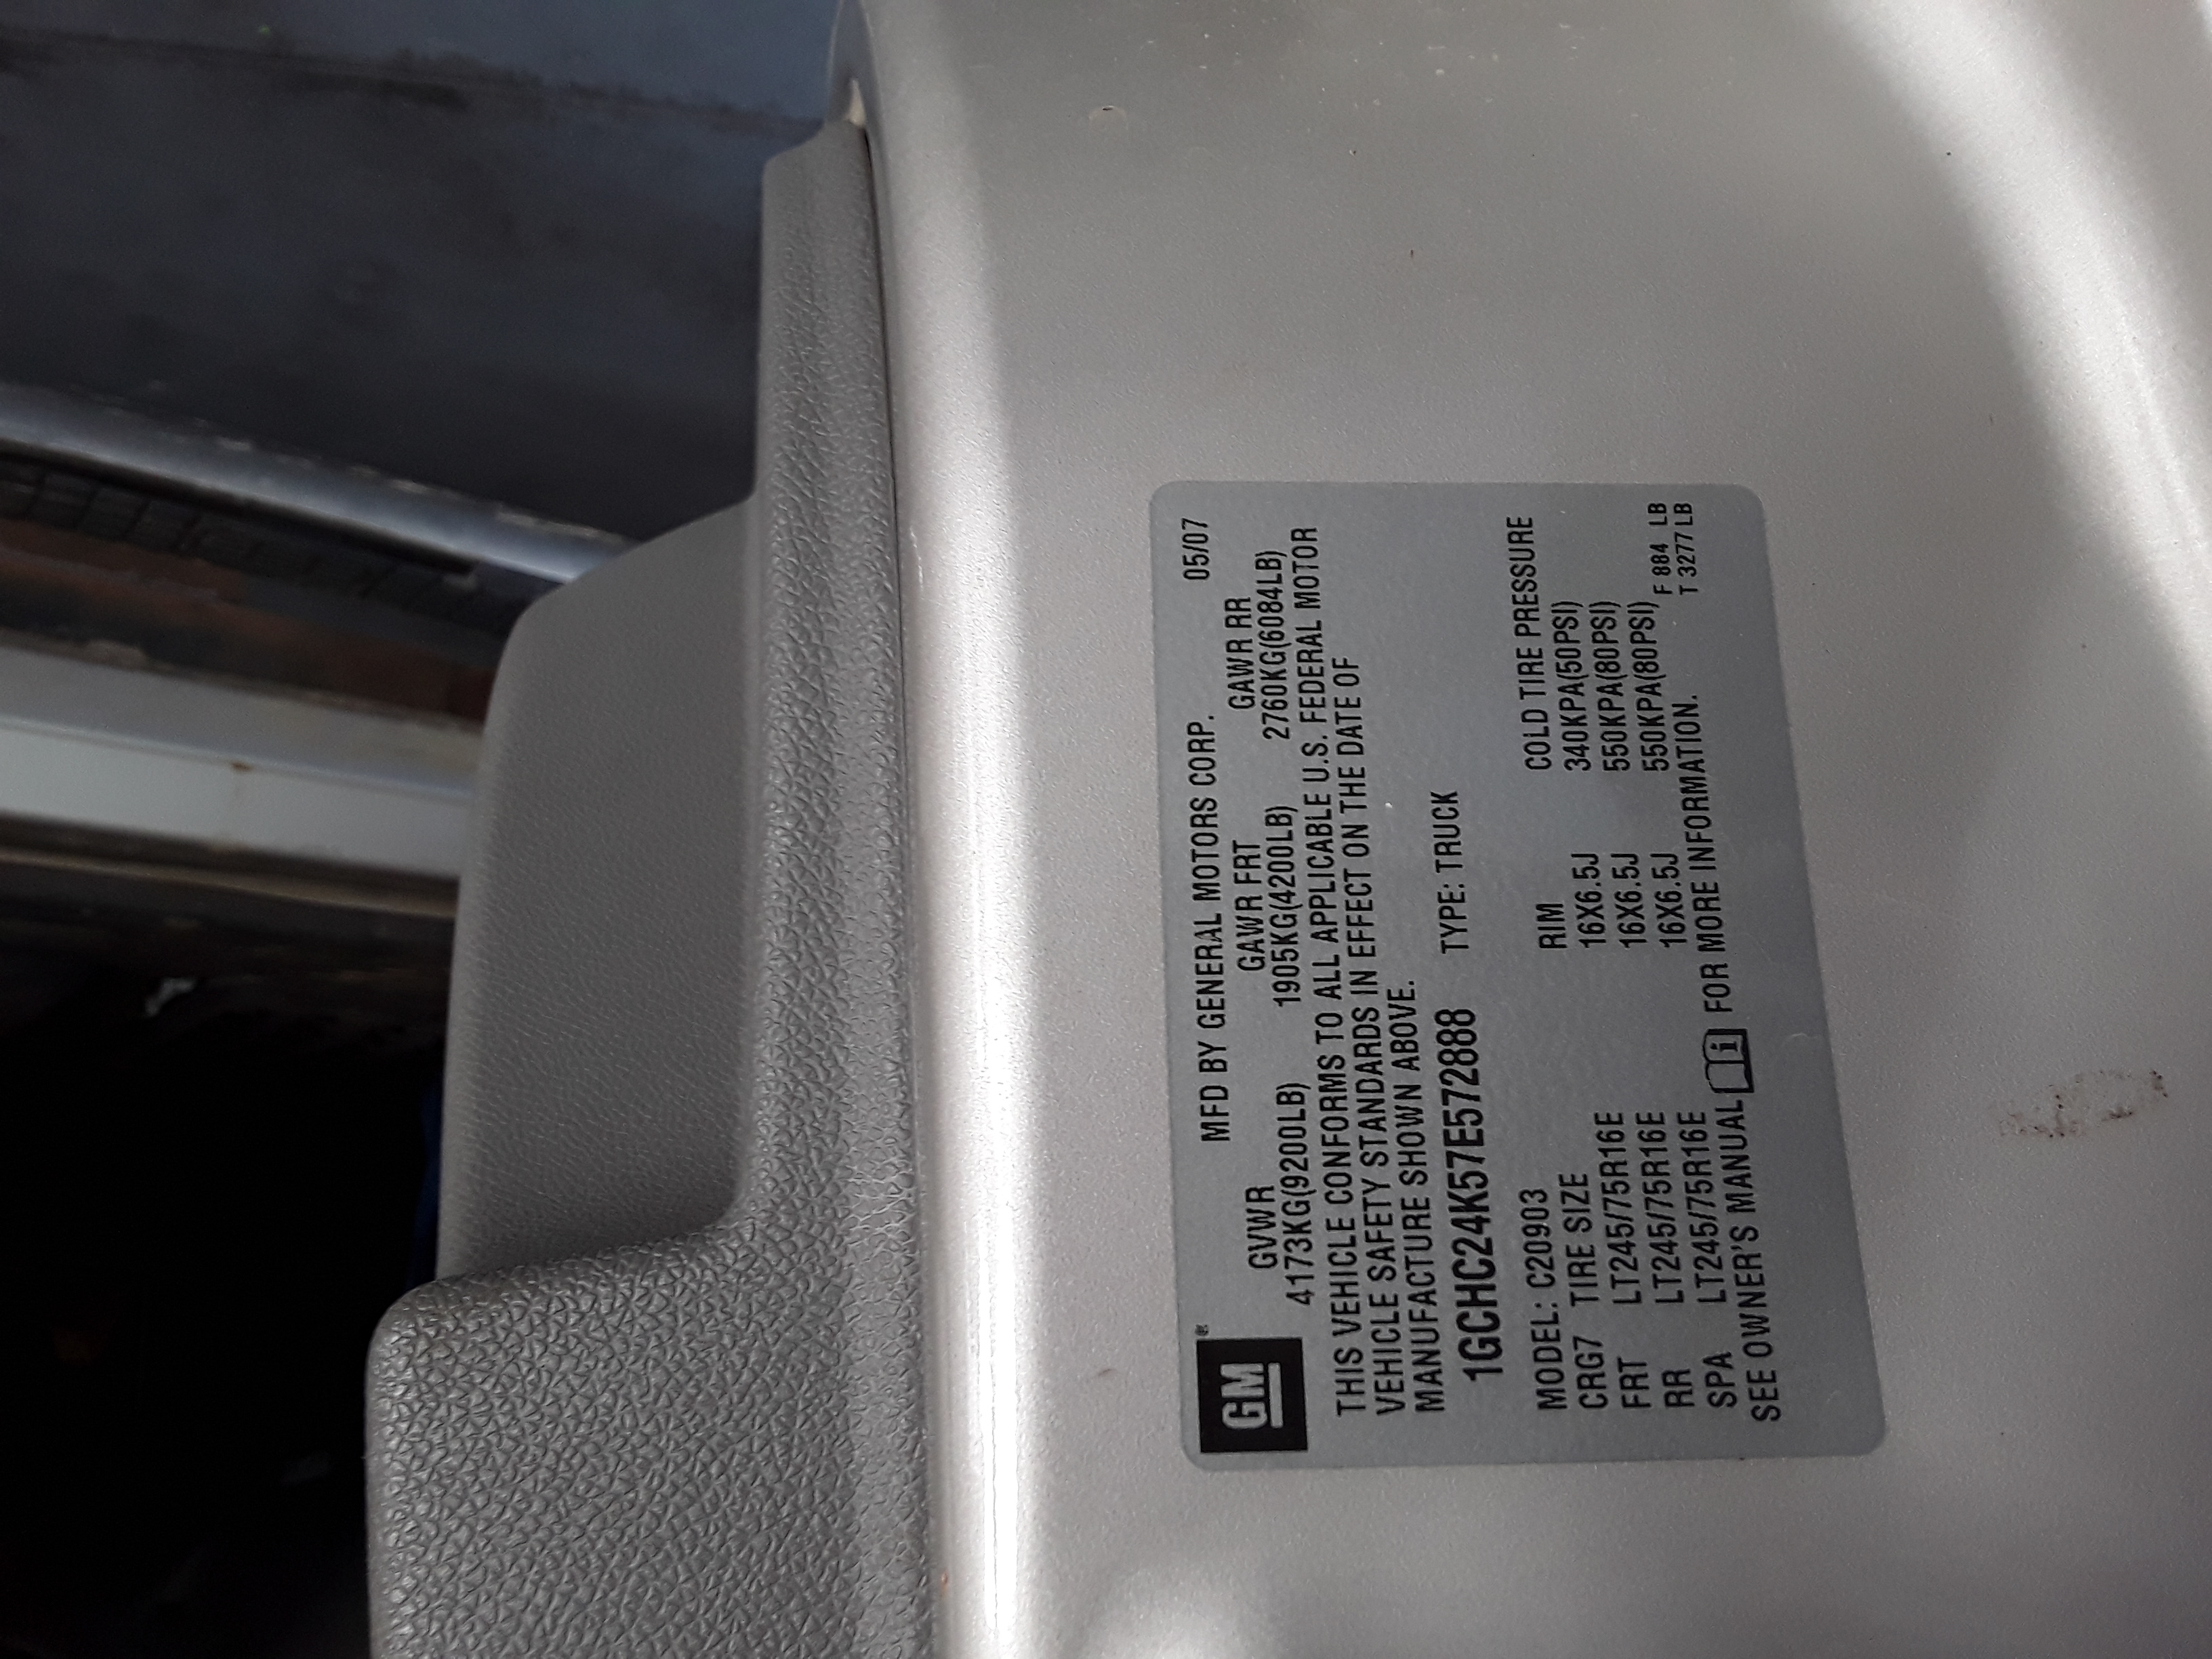 GM® MFD BY GENERAL MOTORS CORP. 05/07
GVWR GAWR FRT GAWR RR
4173KG(9200LB) 1905KG(4200LB) 2760KG(6084LB)
THIS VEHICLE CONFORMS TO ALL APPLICABLE U.S. FEDERAL MOTOR
VEHICLE SAFETY STANDARDS IN EFFECT ON THE DATE OF
MANUFACTURE SHOWN ABOVE.
1GCHC24K57E572888 TYPE: TRUCK
MODEL: C20903
CRG7 TIRE SIZE RIM COLD TIRE PRESSURE
FRT LT245/75R16E 16X6.5J 340KPA(50PSI)
RR LT245/75R16E 16X6.5J 550KPA(80PSI)
SPA LT245/75R16E 16X6.5J 550KPA(80PSI)
SEE OWNER'S MANUAL i FOR MORE INFORMATION.
F 884 LB
T 3277 LB